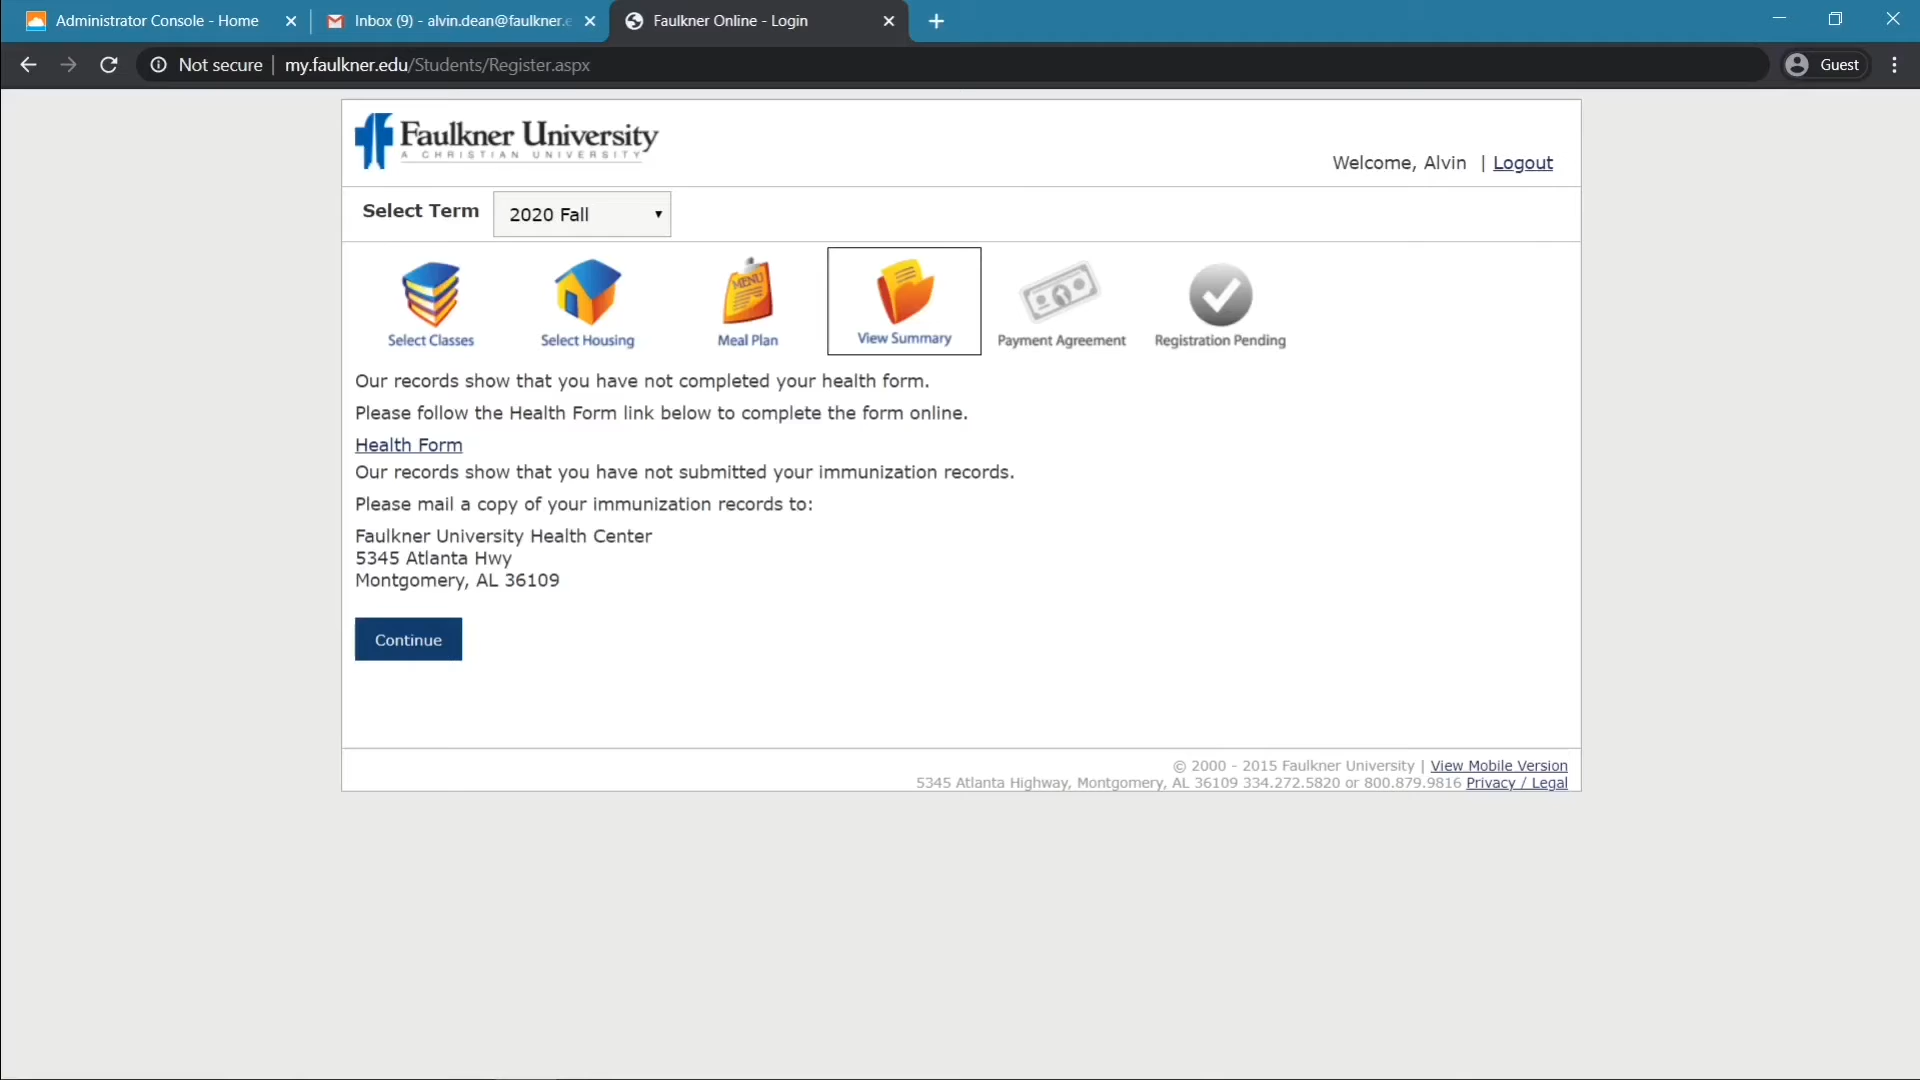 Administrator Console - Home
Inbox (9) - alvin.dean@faulkner.e
Faulkner Online - Login
Not secure | my.faulkner.edu/Students/Register.aspx
Guest
Faulkner University
A CHRISTIAN UNIVERSITY
Welcome, Alvin | Logout
Select Term 2020 Fall
MENU
Select Classes
Select Housing
Meal Plan
View Summary
Payment Agreement
Registration Pending
Our records show that you have not completed your health form.
Please follow the Health Form link below to complete the form online.
Health Form
Our records show that you have not submitted your immunization records.
Please mail a copy of your immunization records to:
Faulkner University Health Center
5345 Atlanta Hwy
Montgomery, AL 36109
Continue
© 2000 - 2015 Faulkner University | View Mobile Version
5345 Atlanta Highway, Montgomery, AL 36109 334.272.5820 or 800.879.9816 Privacy / Legal